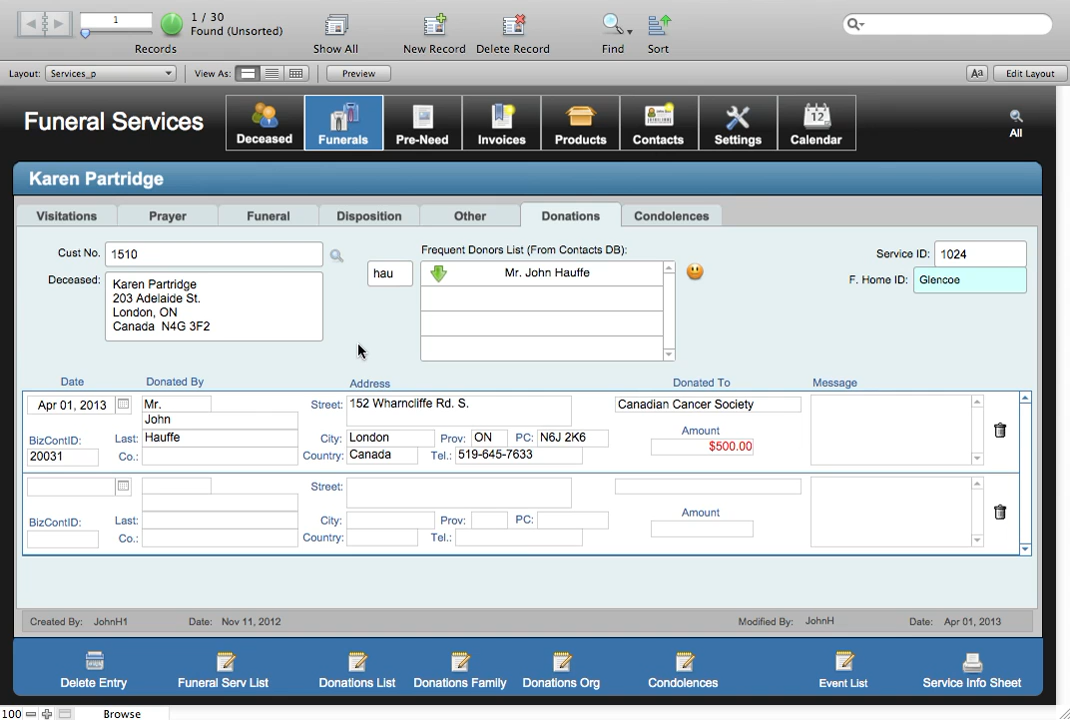 1
1 / 30
Found (Unsorted)
Records
Show All
New Record
Delete Record
Find
Sort
Layout:
Services_p
View As:
Preview
Aa
Edit Layout
Funeral Services
Deceased
Funerals
Pre-Need
Invoices
Products
Contacts
Settings
12
Calendar
All
Karen Partridge
Visitations
Prayer
Funeral
Disposition
Other
Donations
Condolences
Cust No.
1510
Deceased:
Karen Partridge
203 Adelaide St.
London, ON
Canada N4G 3F2
Frequent Donors List (From Contacts DB):
hau
Mr. John Hauffe
Service ID:
1024
F. Home ID:
Glencoe
Date
Donated By
Address
Donated To
Message
Apr 01, 2013
Mr.
John
Street:
152 Wharncliffe Rd. S.
Canadian Cancer Society
BizContID:
20031
Last:
Hauffe
Co.:
City:
London
Prov:
ON
PC:
N6J 2K6
Country:
Canada
Tel.:
519-645-7633
Amount
$500.00
Street:
BizContID:
Last:
Co.:
City:
Prov:
PC:
Country:
Tel.:
Amount
Created By: JohnH1
Date: Nov 11, 2012
Modified By: JohnH
Date: Apr 01, 2013
Delete Entry
Funeral Serv List
Donations List
Donations Family
Donations Org
Condolences
Event List
Service Info Sheet
100
Browse